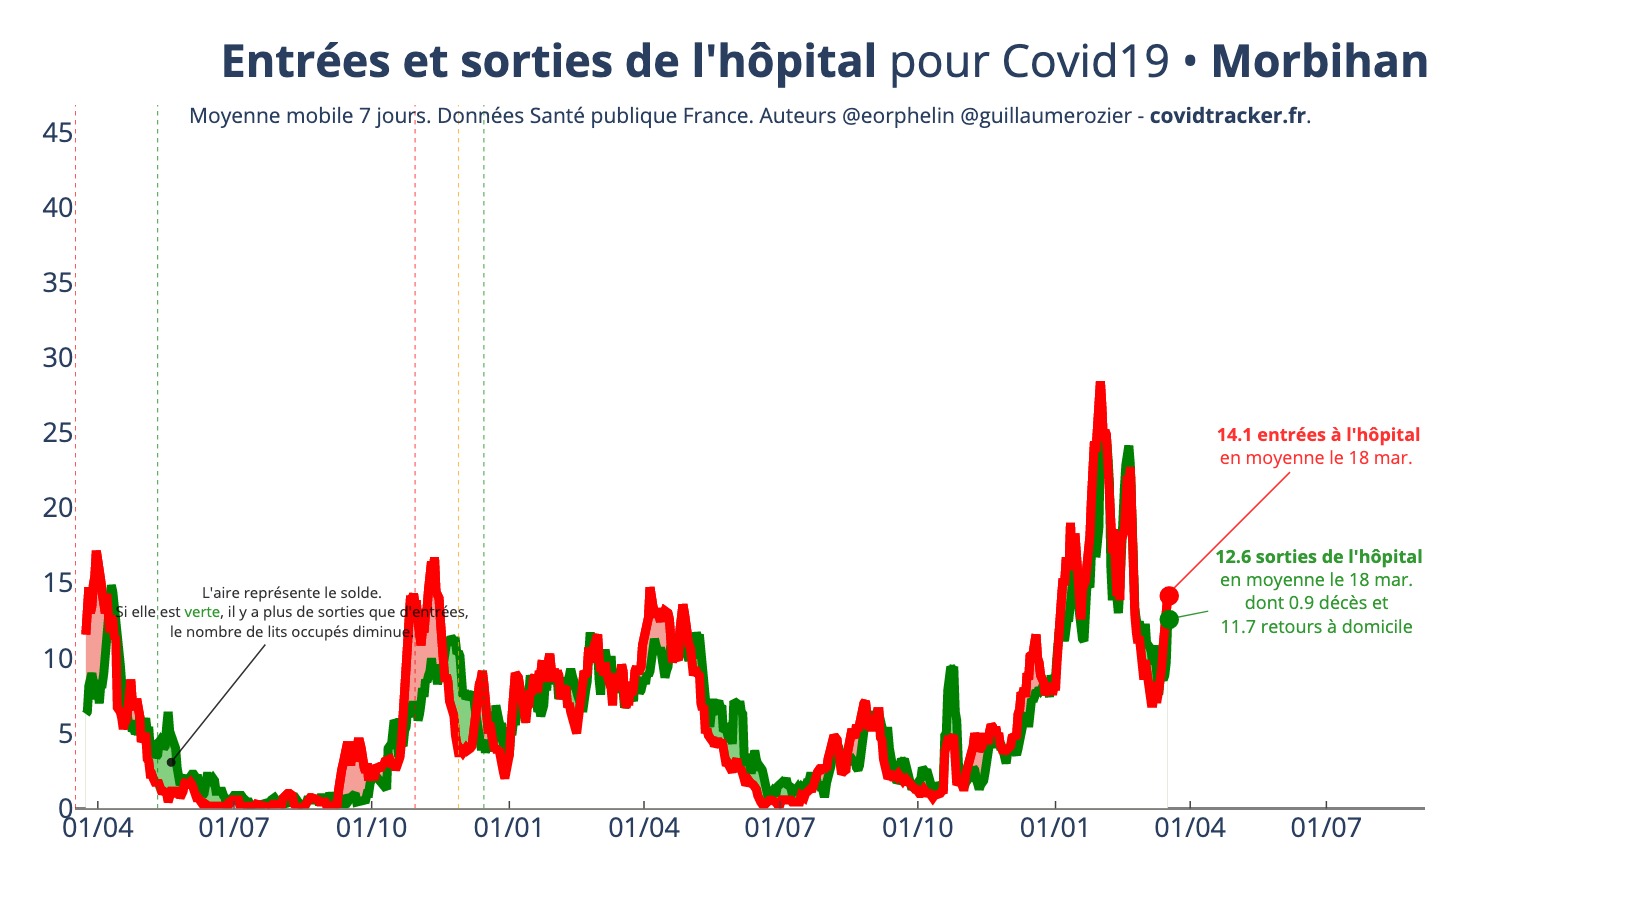 Entrées et sorties de l'hôpital pour Covid19 • Morbihan
Moyenne mobile 7 jours. Données Santé publique France. Auteurs @eorphelin @guillaumerozier - covidtracker.fr.
45
40
35
30
25
20
15
10
5
0
14.1 entrées à l'hôpital
en moyenne le 18 mar.
12.6 sorties de l'hôpital
en moyenne le 18 mar.
dont 0.9 décès et
11.7 retours à domicile
L'aire représente le solde.
Si elle est verte, il y a plus de sorties que d'entrées,
le nombre de lits occupés diminue.
01/04 01/07 01/10 01/01 01/04 01/07 01/10 01/01 01/04 01/07